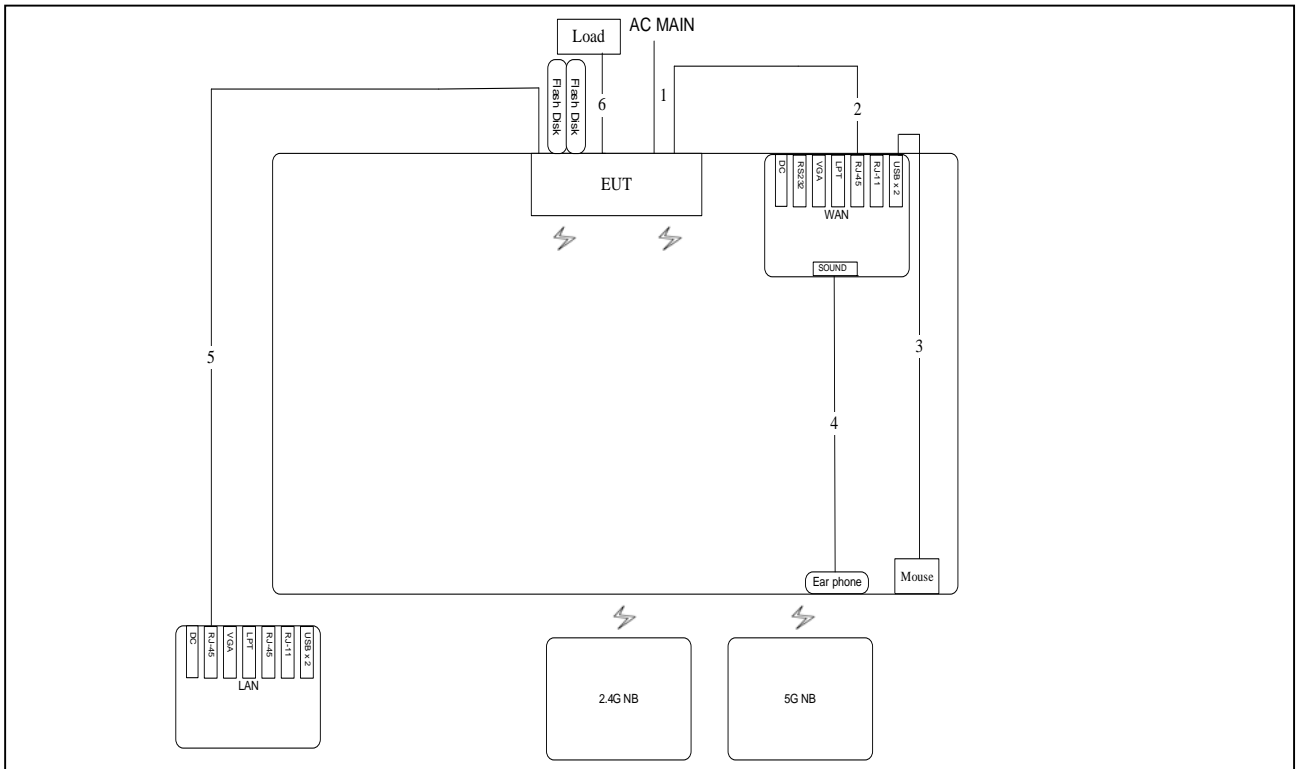 AC MAIN
Load
Flash Disk
Flash Disk
6
1
2
EUT
DC
RS232
VGA
LPT
RJ-45
RJ-11
USB x 2
WAN
SOUND
5
3
4
Ear phone
Mouse
DC
RJ-45
VGA
LPT
RJ-45
RJ-11
USB x 2
LAN
2.4G NB
5G NB